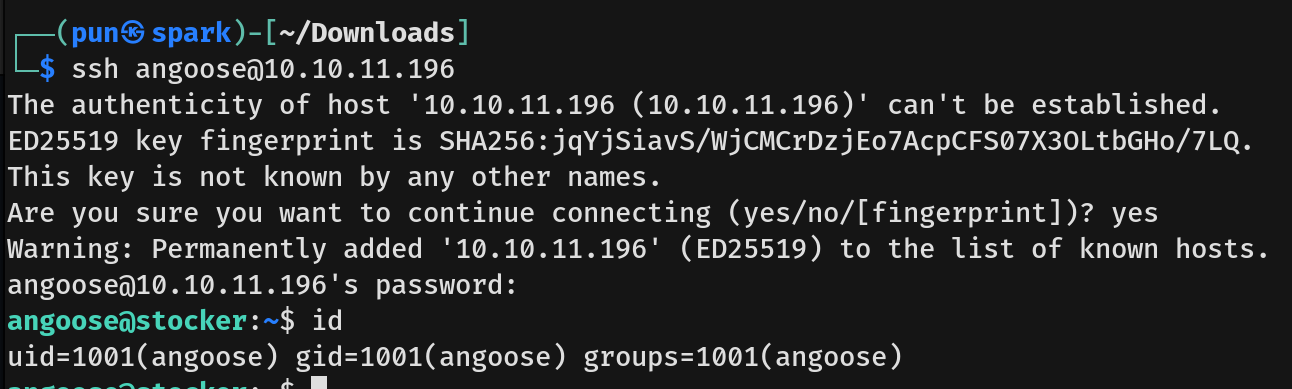 (pun㉿spark)-[~/Downloads]
$ ssh angoose@10.10.11.196
The authenticity of host '10.10.11.196 (10.10.11.196)' can't be established.
ED25519 key fingerprint is SHA256:jqYjSiavS/WjCMCrDzjEo7AcpCFS07X3OLtbGHo/7LQ.
This key is not known by any other names.
Are you sure you want to continue connecting (yes/no/[fingerprint])? yes
Warning: Permanently added '10.10.11.196' (ED25519) to the list of known hosts.
angoose@10.10.11.196's password:
angoose@stocker:~$ id
uid=1001(angoose) gid=1001(angoose) groups=1001(angoose)
angoose@stocker:~$